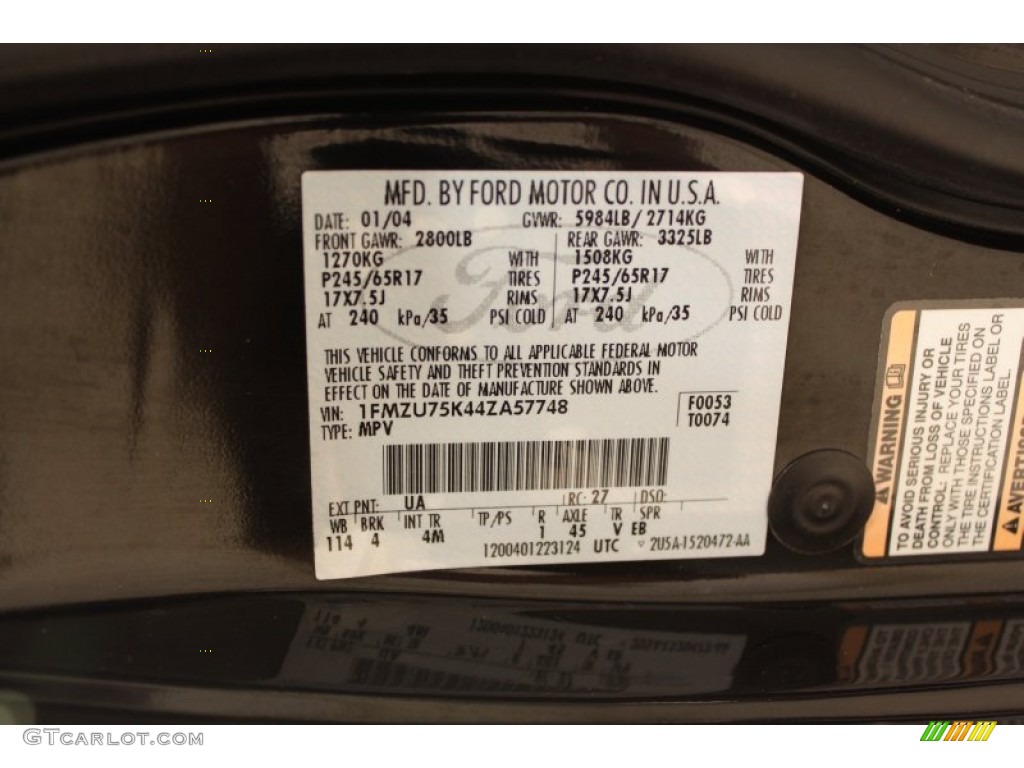 MFD. BY FORD MOTOR CO. IN U.S.A.
DATE: 01/04 GVWR: 5984LB/ 2714KG
FRONT GAWR: 2800LB REAR GAWR: 3325LB
1270KG WITH 1508KG WITH
P245/65R17 TIRES P245/65R17 TIRES
17X7.5J RIMS 17X7.5J RIMS
AT 240 kPa/35 PSI COLD AT 240 kPa/35 PSI COLD
Ford
THIS VEHICLE CONFORMS TO ALL APPLICABLE FEDERAL MOTOR
VEHICLE SAFETY AND THEFT PREVENTION STANDARDS IN
EFFECT ON THE DATE OF MANUFACTURE SHOWN ABOVE.
VIN: 1FMZU75K44ZA57748 F0053
TYPE: MPV T0074
EXT PNT: UA RC: 27 DSO:
WB BRK INT TR TP/PS R AXLE TR SPR
114 4 4M 1 45 V EB
1200401223124 UTC 2U5A-1520472-AA
WARNING
TO AVOID SERIOUS INJURY OR
DEATH FROM LOSS OF VEHICLE
CONTROL: REPLACE YOUR TIRES
ONLY WITH THOSE SPECIFIED ON
THE TIRE INSTRUCTIONS LABEL OR
THE CERTIFICATION LABEL.
GTCarLot.com